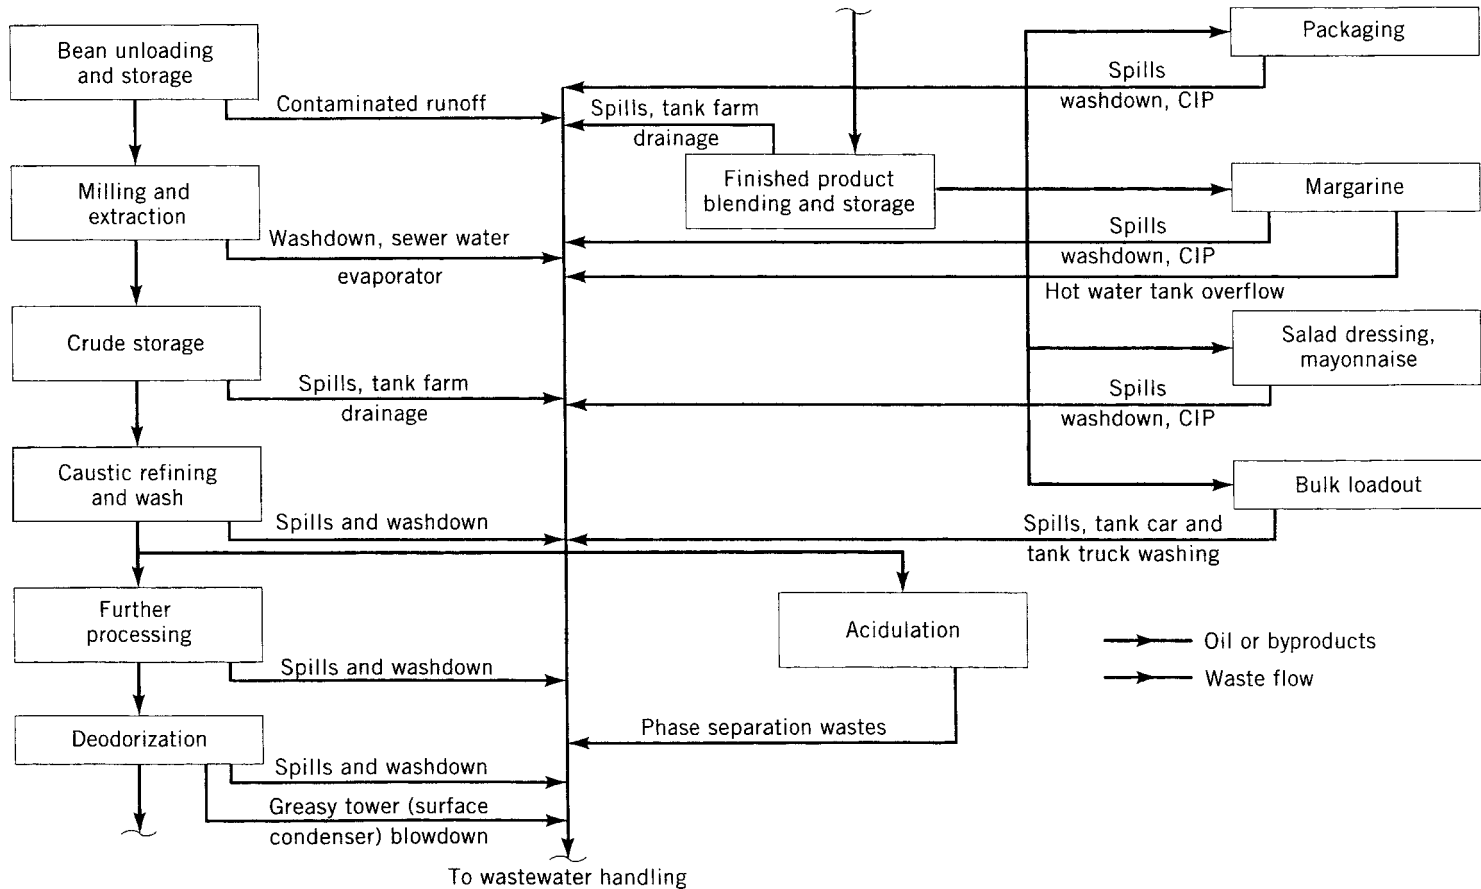 Bean unloading
and storage
Contaminated runoff
Milling and
extraction
Washdown, sewer water
evaporator
Crude storage
Spills, tank farm
drainage
Caustic refining
and wash
Spills and washdown
Further
processing
Spills and washdown
Deodorization
Spills and washdown
Greasy tower (surface
condenser) blowdown
To wastewater handling
Spills, tank farm
drainage
Finished product
blending and storage
Packaging
Spills
washdown, CIP
Margarine
Spills
washdown, CIP
Hot water tank overflow
Salad dressing,
mayonnaise
Spills
washdown, CIP
Bulk loadout
Spills, tank car and
tank truck washing
Acidulation
Phase separation wastes
Oil or byproducts
Waste flow